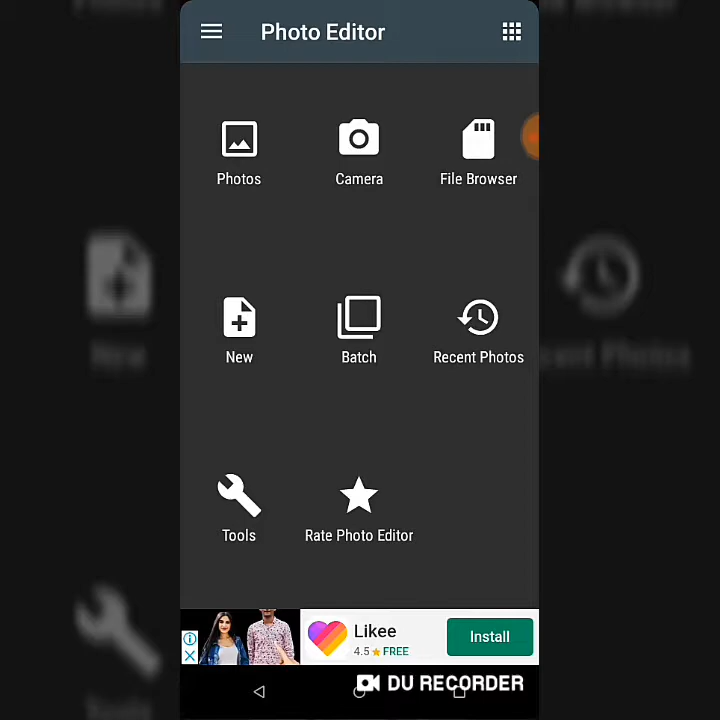 Photo Editor
Photos
Camera
File Browser
New
Batch
Recent Photos
Tools
Rate Photo Editor
Likee
4.5★ FREE
Install
DU RECORDER